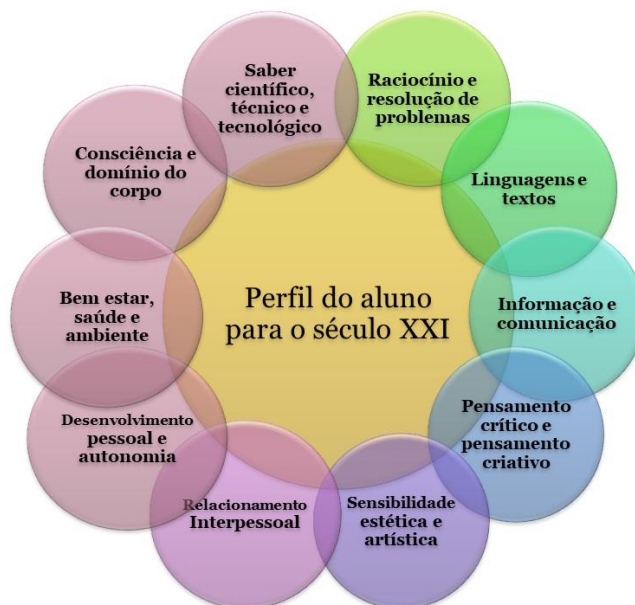 Perfil do aluno
para o século XXI
Raciocínio e
resolução de
problemas
Linguagens e
textos
Informação e
comunicação
Pensamento
crítico e
pensamento
criativo
Sensibilidade
estética e
artística
Relacionamento
Interpessoal
Desenvolvimento
pessoal e
autonomia
Bem estar,
saúde e
ambiente
Consciência e
domínio do
corpo
Saber
científico,
técnico e
tecnológico